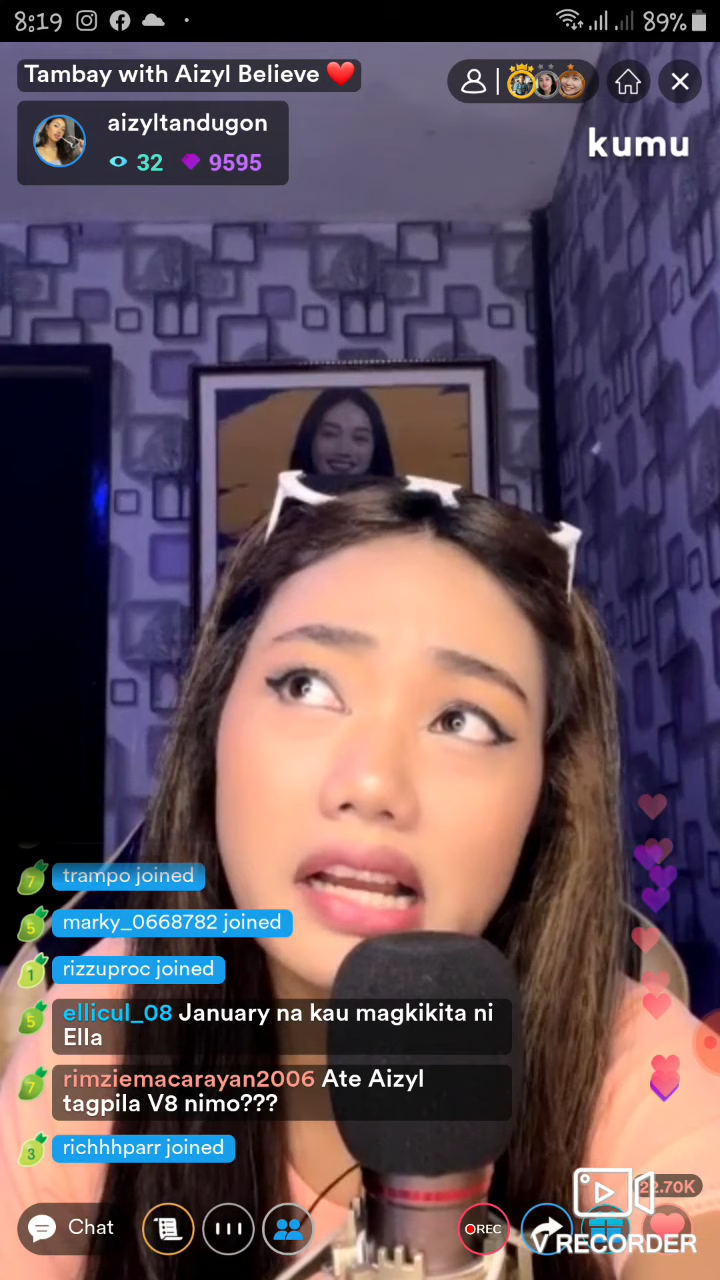 8:19
89%
Tambay with Aizyl Believe ❤️
aizyltandugon
32 9595
kumu
7 trampo joined
5 marky_0668782 joined
1 rizzuproc joined
5 ellicul_08 January na kau magkikita ni
Ella
7 rimziemacarayan2006 Ate Aizyl
tagpila V8 nimo???
3 richhhparr joined
22.70K
Chat
REC
V RECORDER